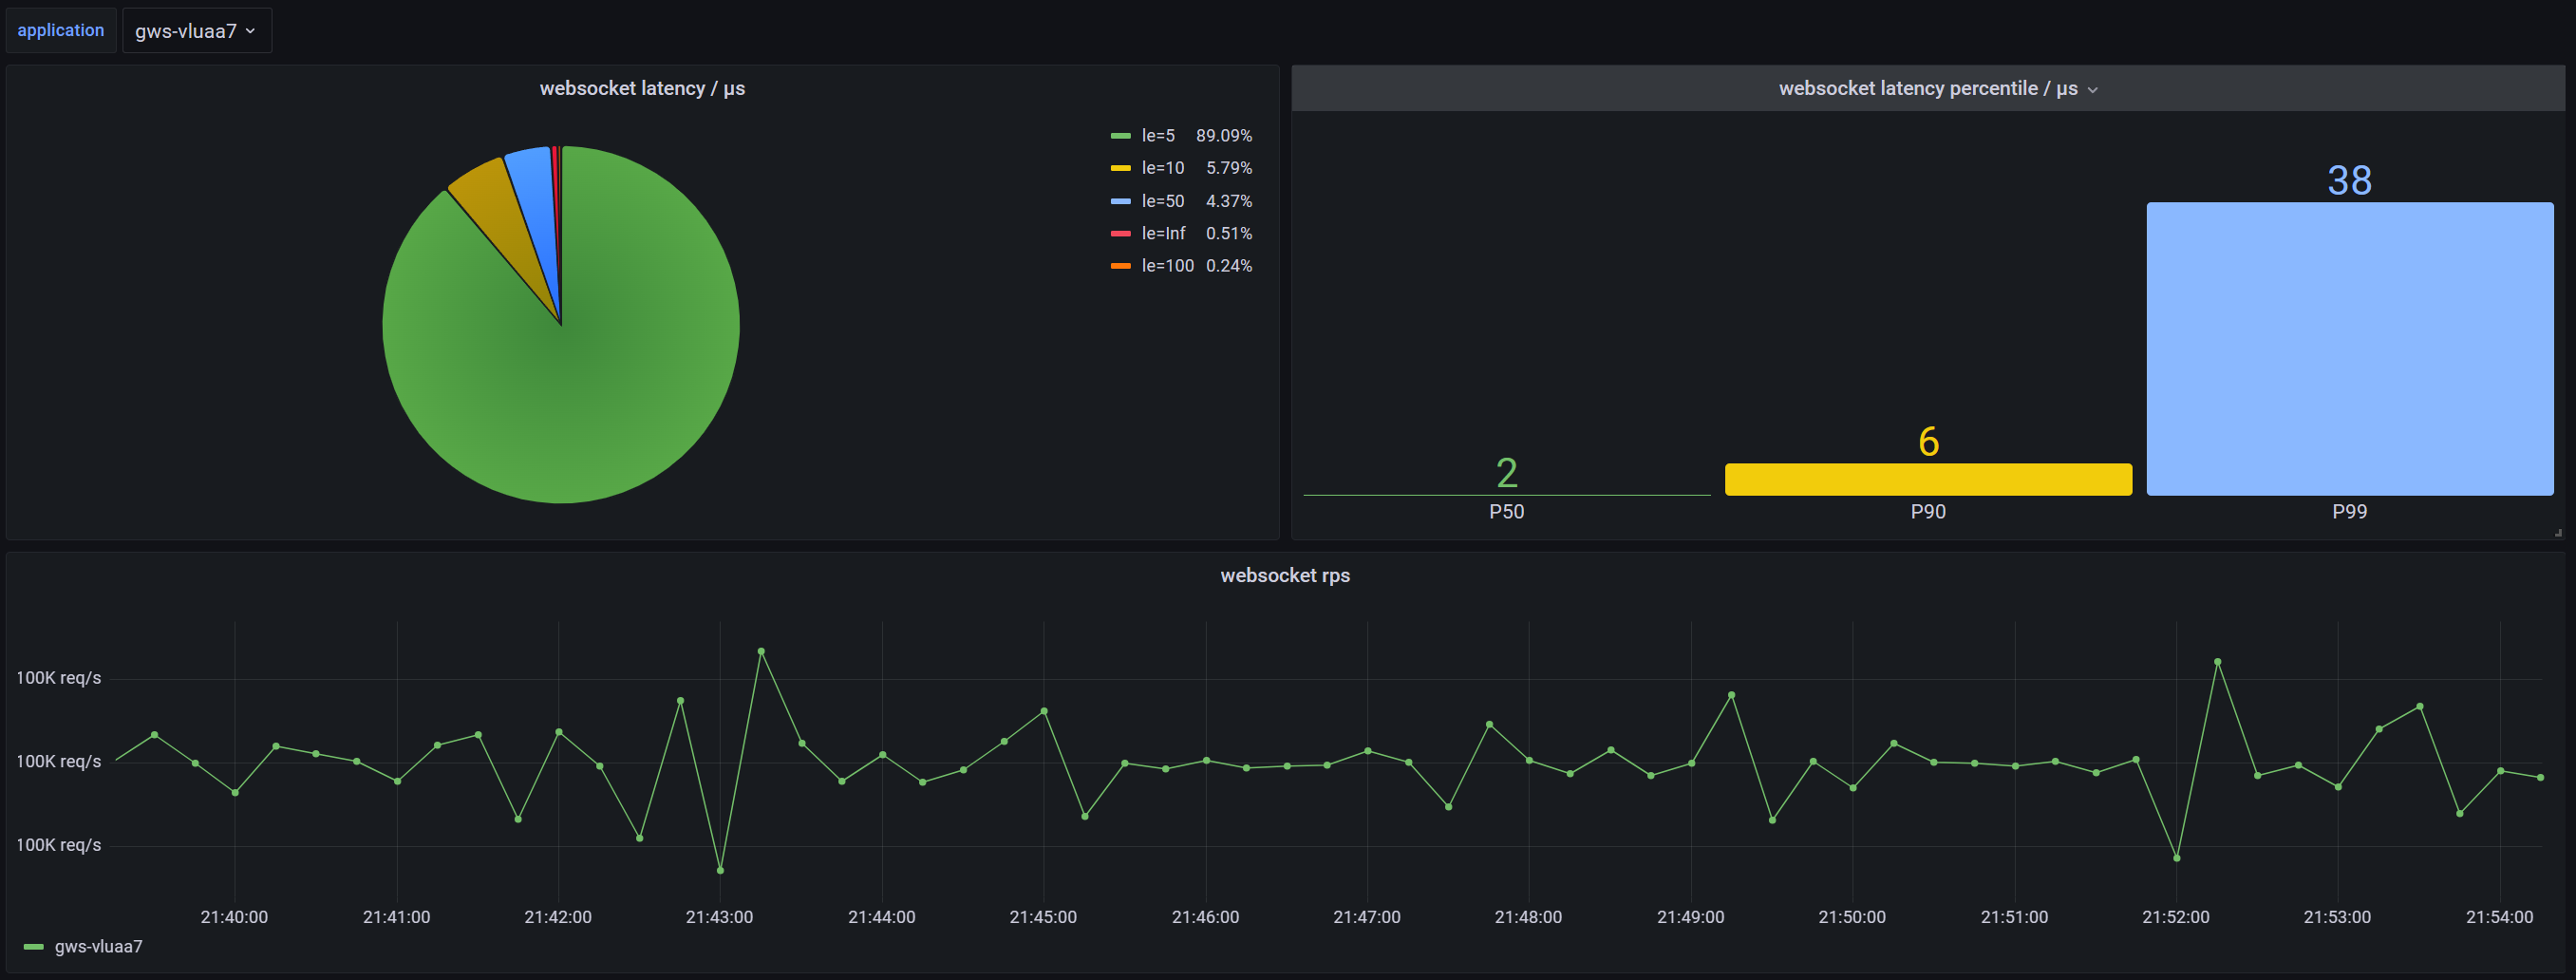 application gws-vluaa7
websocket latency / µs
le=5 89.09%
le=10 5.79%
le=50 4.37%
le=Inf 0.51%
le=100 0.24%
websocket latency percentile / µs
38
6
2
P50 P90 P99
websocket rps
100K req/s
100K req/s
100K req/s
21:40:00 21:41:00 21:42:00 21:43:00 21:44:00 21:45:00 21:46:00 21:47:00 21:48:00 21:49:00 21:50:00 21:51:00 21:52:00 21:53:00 21:54:00
gws-vluaa7